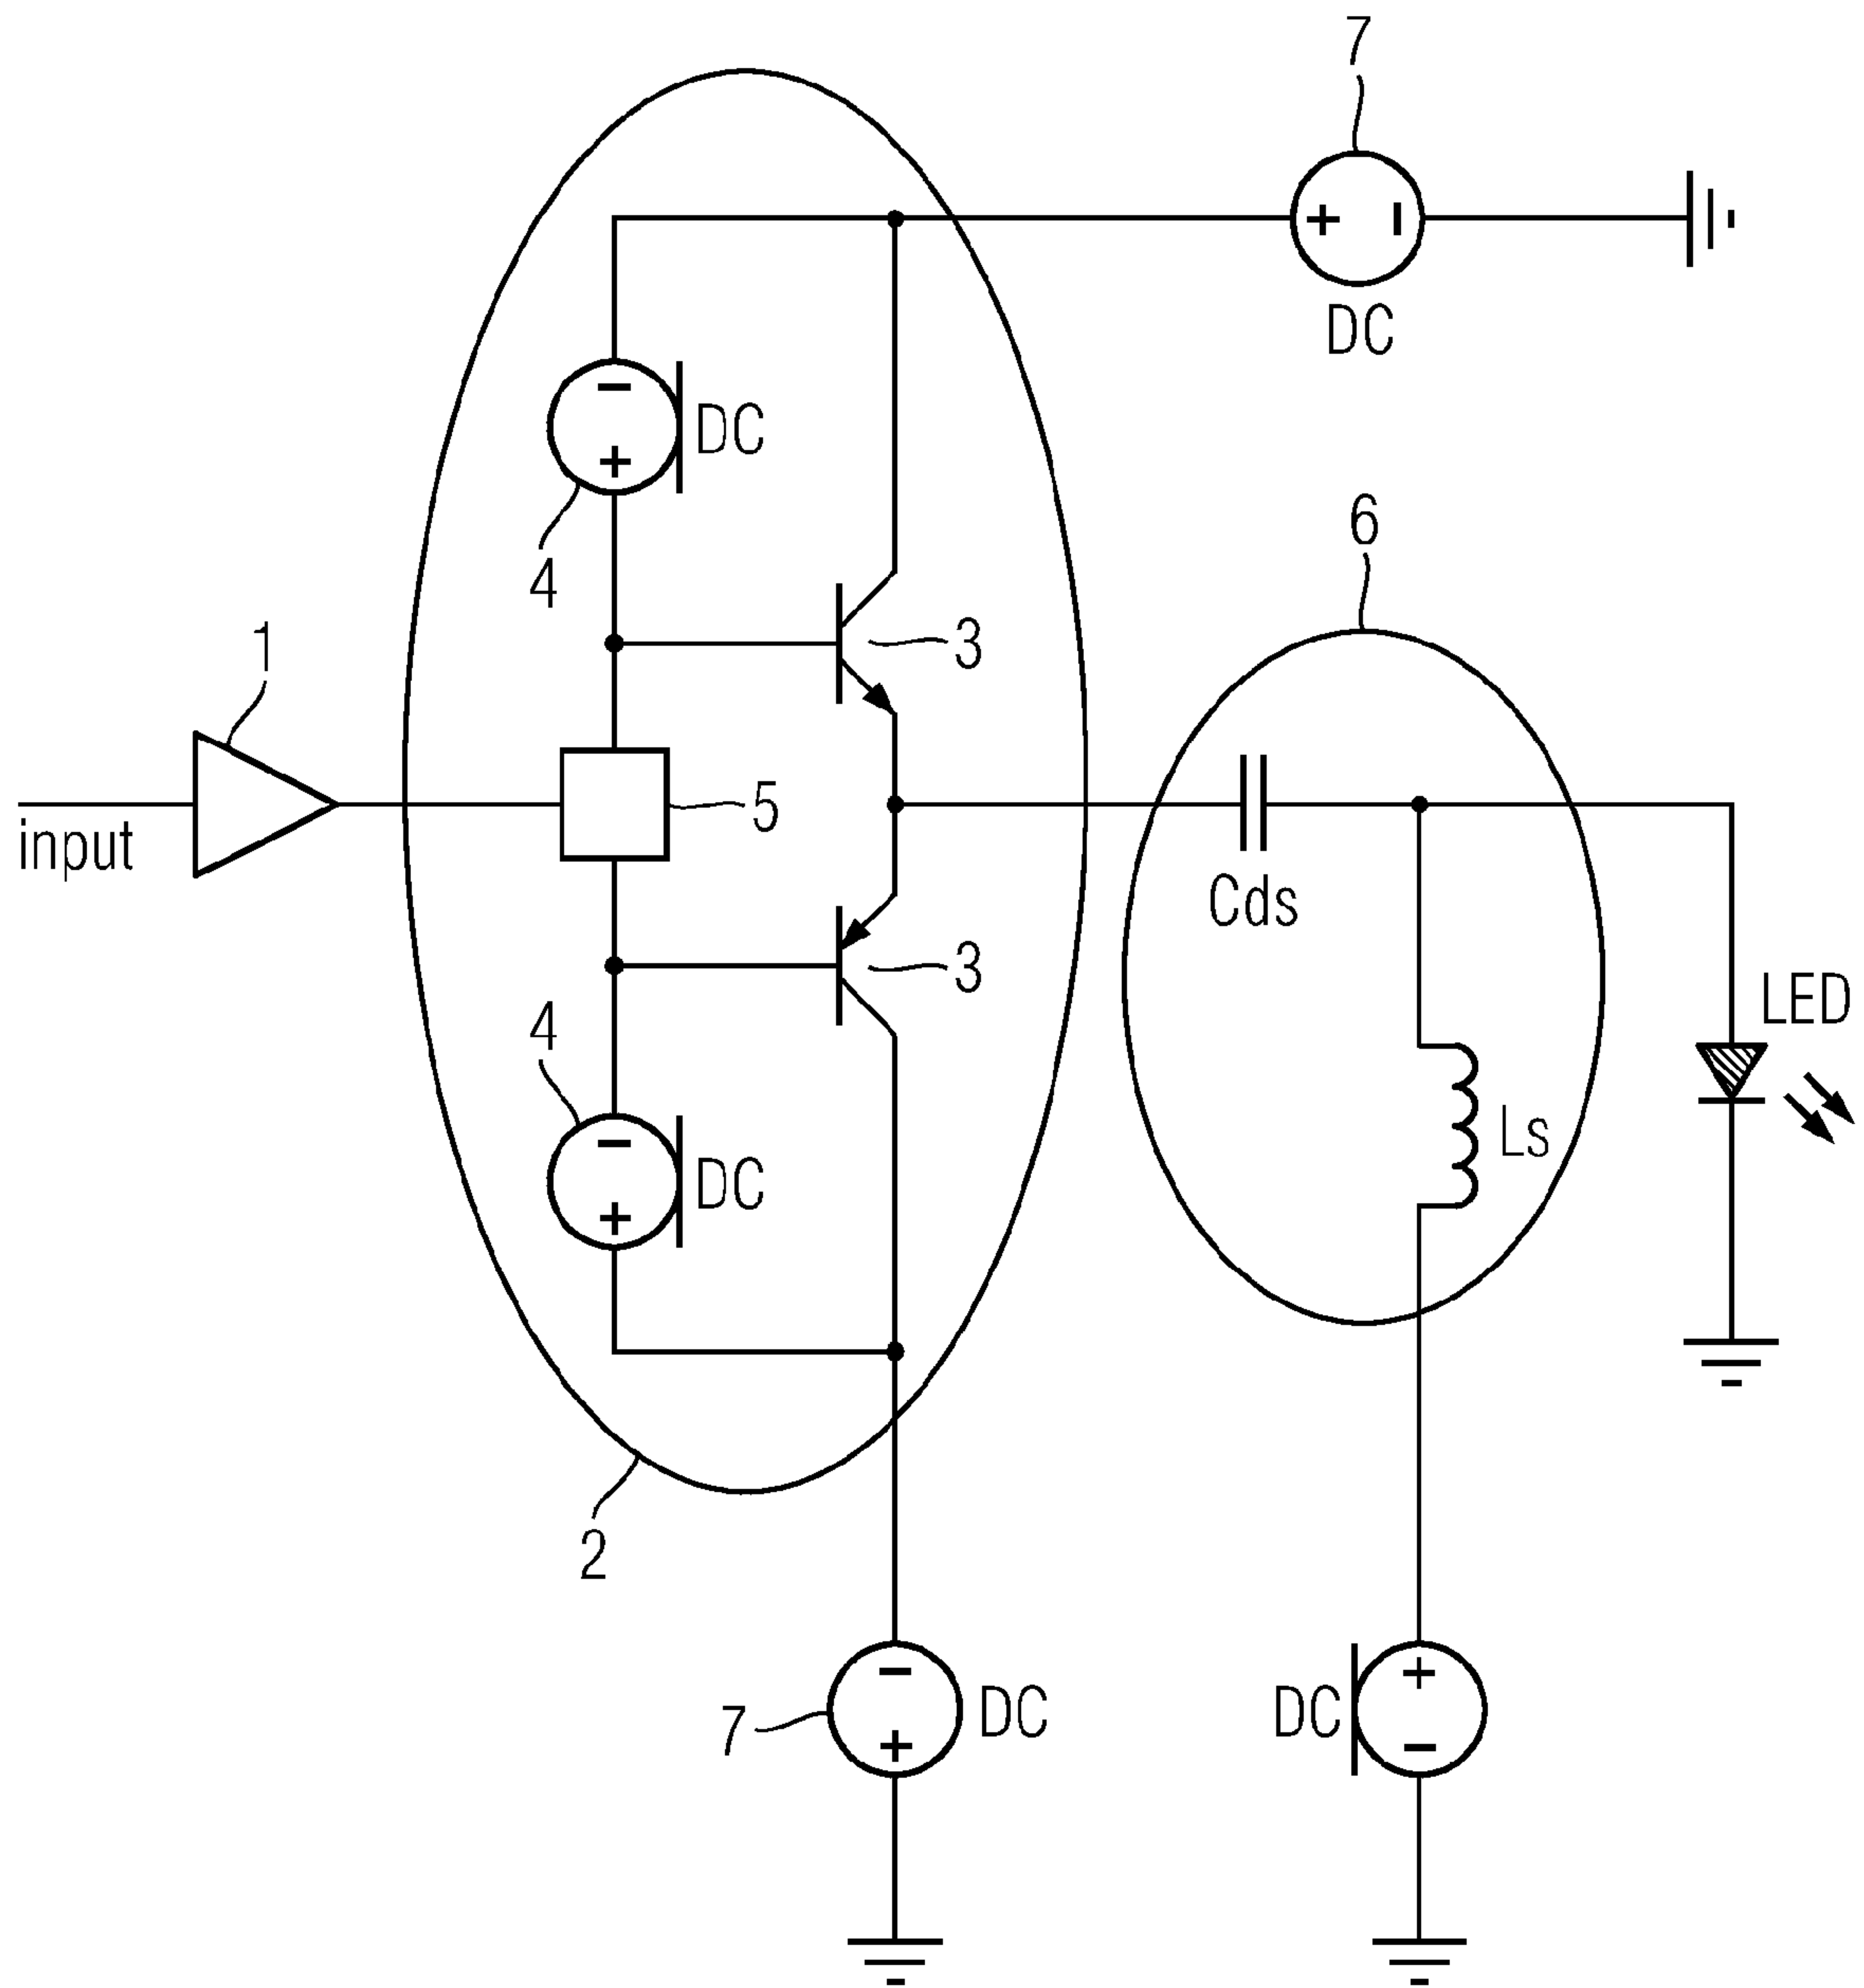 7
+ -
DC
-
DC
+
4
6
1
3
input
5
Cds
3
LED
4
-
DC
Ls
+
2
-
+
7
DC
DC
+
-